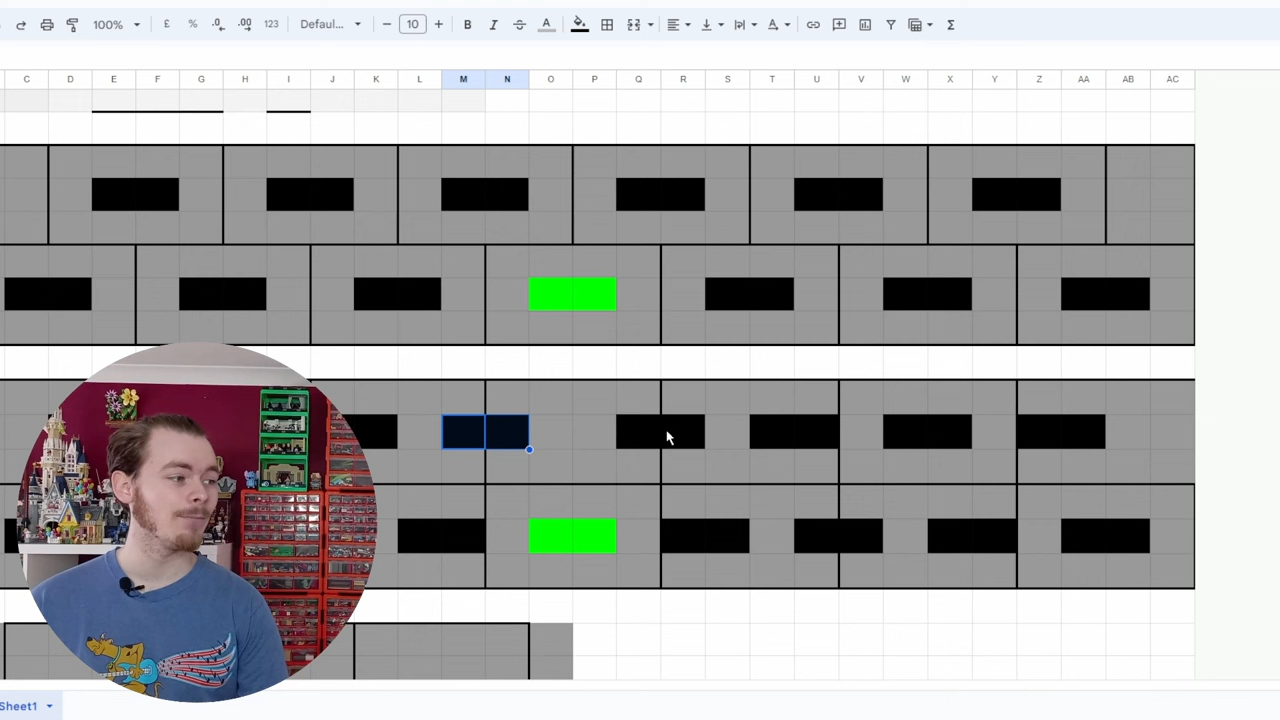 100% £ % .0 .00 123 Defaul... 10 B I S A A
C D E F G H I J K L M N O P Q R S T U V W X Y Z AA AB AC
Sheet1